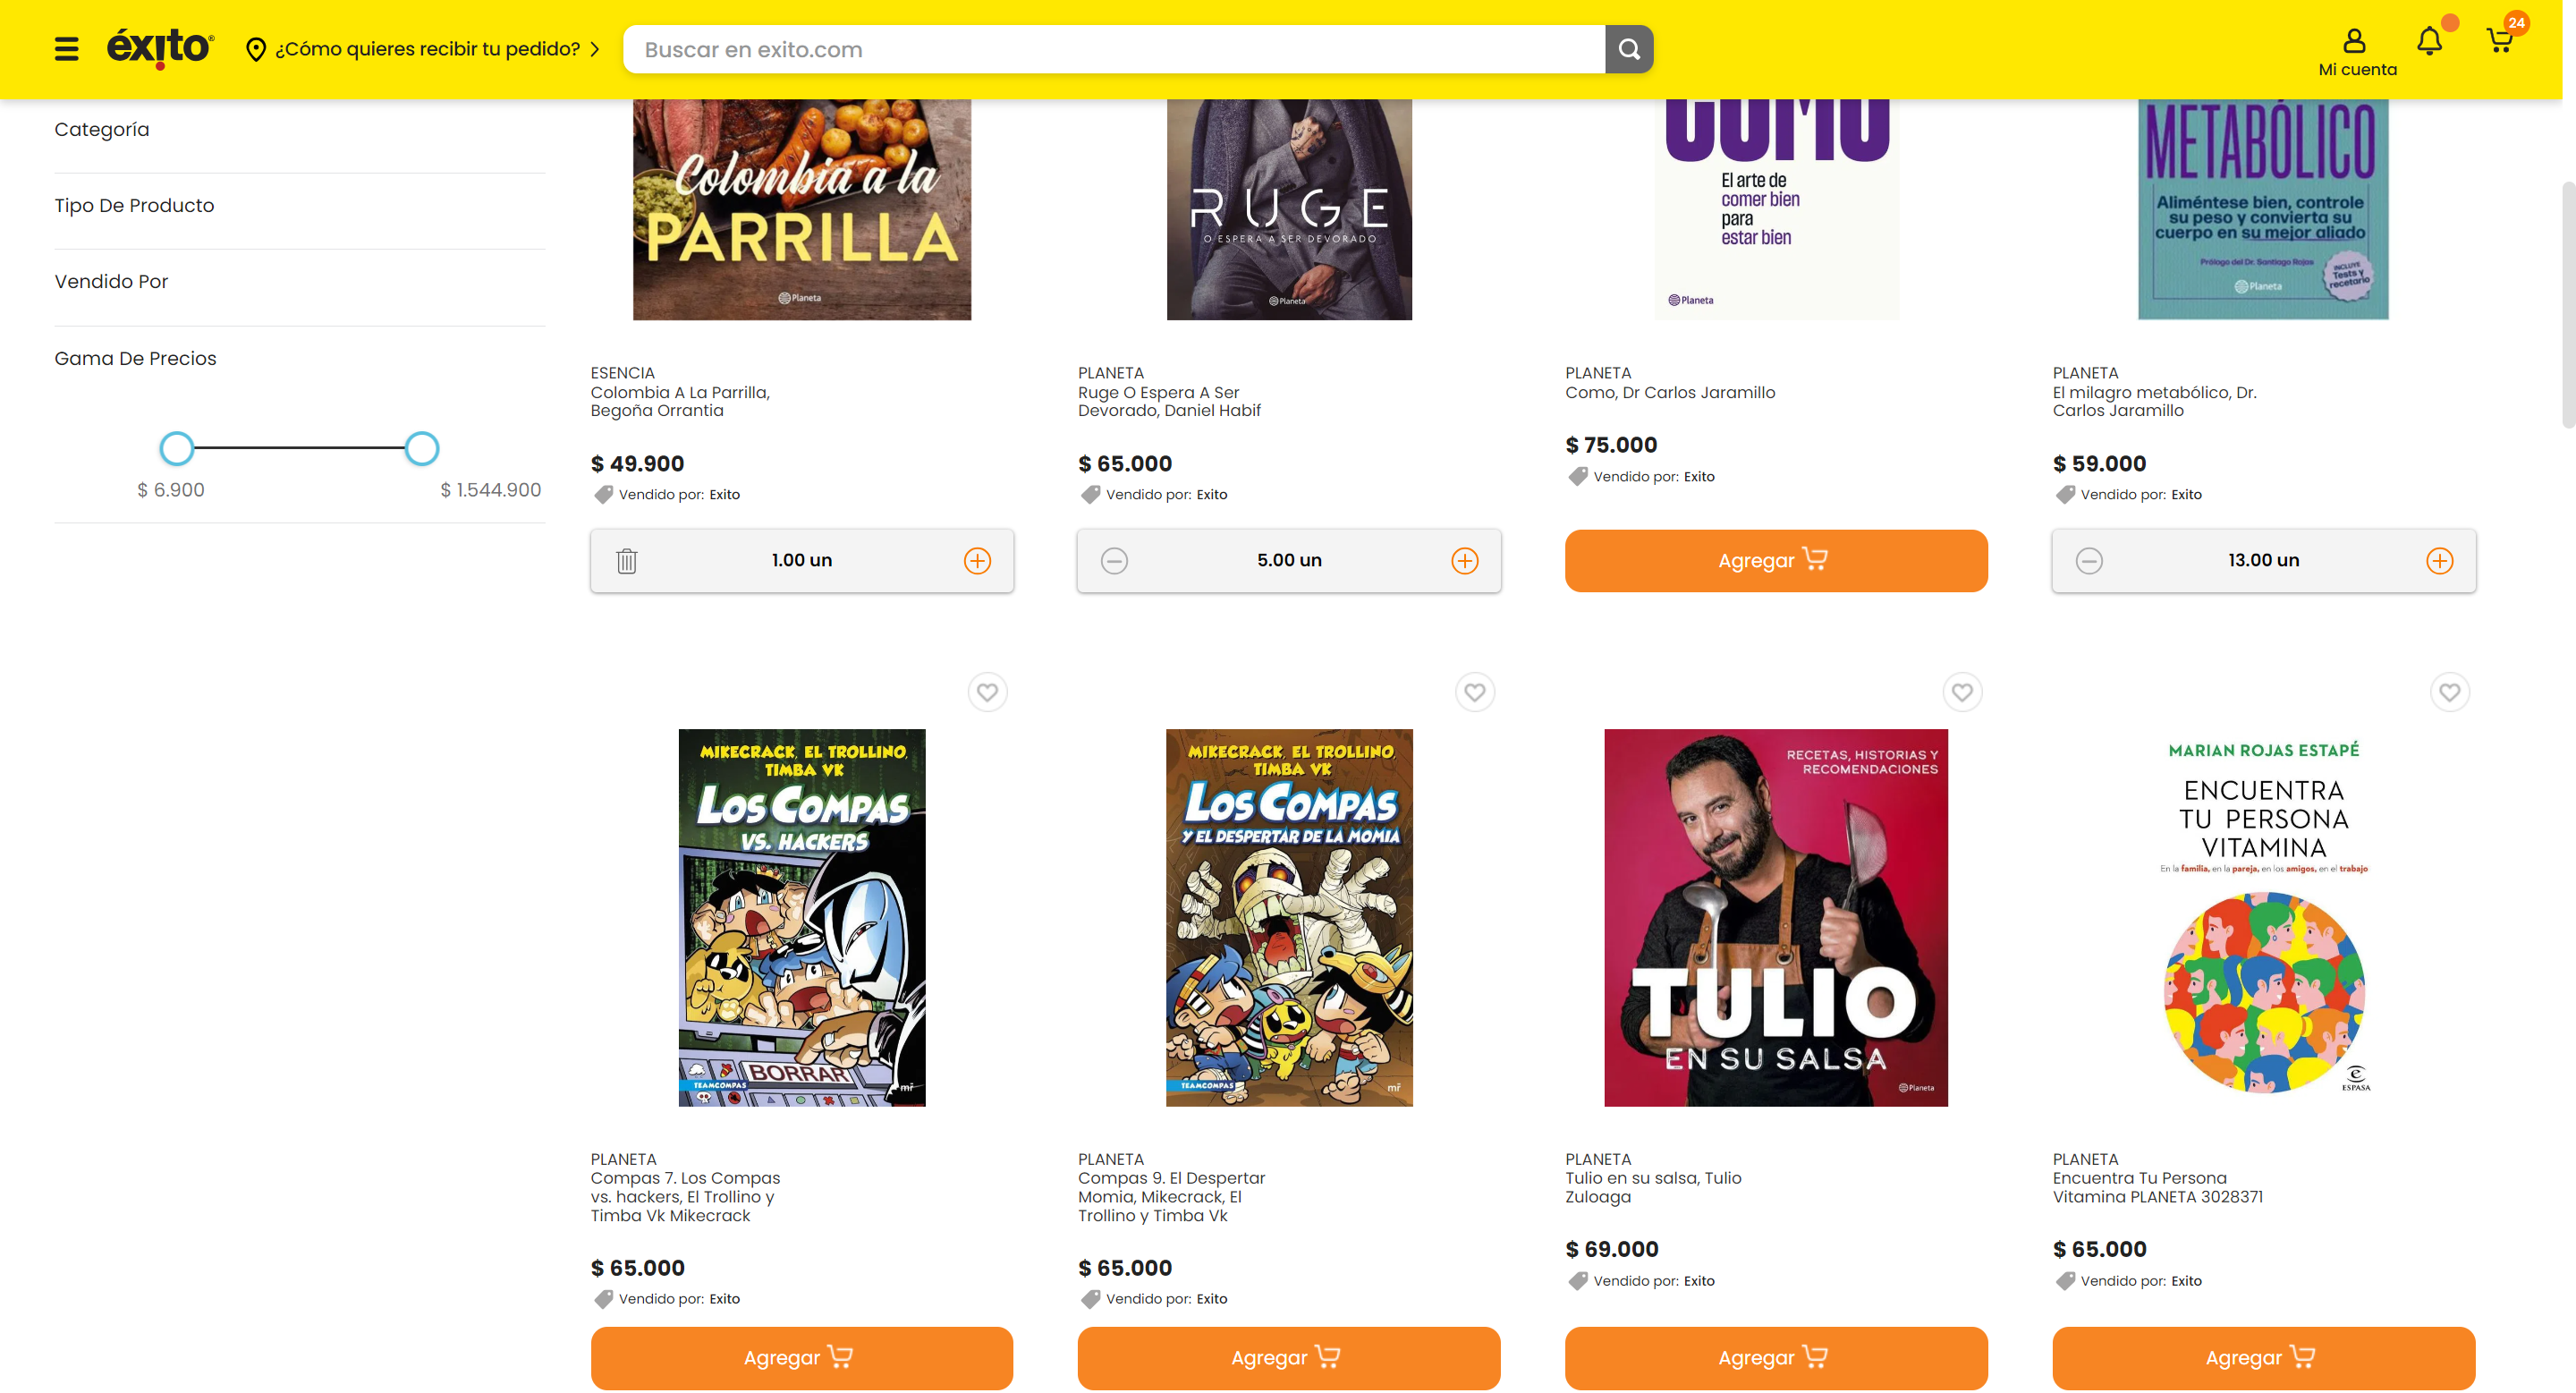 éxito
¿Cómo quieres recibir tu pedido?
Buscar en exito.com
Mi cuenta
24
Categoría
Tipo De Producto
Vendido Por
Gama De Precios
$ 6.900
$ 1.544.900
Colombia a la
PARRILLA
Planeta
RUGE
O ESPERA A SER DEVORADO
Planeta
COMO
El arte de
comer bien
para
estar bien
Planeta
METABÓLICO
Aliméntese bien, controle
su peso y convierta su
cuerpo en su mejor aliado
Prólogo del Dr. Santiago Rojas
INCLUYE
Tests y
recetario
Planeta
ESENCIA
Colombia A La Parrilla,
Begoña Orrantia
$ 49.900
Vendido por: Exito
1.00 un
PLANETA
Ruge O Espera A Ser
Devorado, Daniel Habif
$ 65.000
Vendido por: Exito
5.00 un
PLANETA
Como, Dr Carlos Jaramillo
$ 75.000
Vendido por: Exito
Agregar
PLANETA
El milagro metabólico, Dr.
Carlos Jaramillo
$ 59.000
Vendido por: Exito
13.00 un
MIKECRACK, EL TROLLINO,
TIMBA VK
LOS COMPAS
VS. HACKERS
BORRAR
TEAMCOMPAS
mr
MIKECRACK, EL TROLLINO,
TIMBA VK
LOS COMPAS
Y EL DESPERTAR DE LA MOMIA
TEAMCOMPAS
mr
RECETAS, HISTORIAS Y
RECOMENDACIONES
TULIO
EN SU SALSA
Planeta
MARIAN ROJAS ESTAPÉ
ENCUENTRA
TU PERSONA
VITAMINA
En la familia, en la pareja, en los amigos, en el trabajo
e
ESPASA
PLANETA
Compas 7. Los Compas
vs. hackers, El Trollino y
Timba Vk Mikecrack
$ 65.000
Vendido por: Exito
Agregar
PLANETA
Compas 9. El Despertar
Momia, Mikecrack, El
Trollino y Timba Vk
$ 65.000
Vendido por: Exito
Agregar
PLANETA
Tulio en su salsa, Tulio
Zuloaga
$ 69.000
Vendido por: Exito
Agregar
PLANETA
Encuentra Tu Persona
Vitamina PLANETA 3028371
$ 65.000
Vendido por: Exito
Agregar